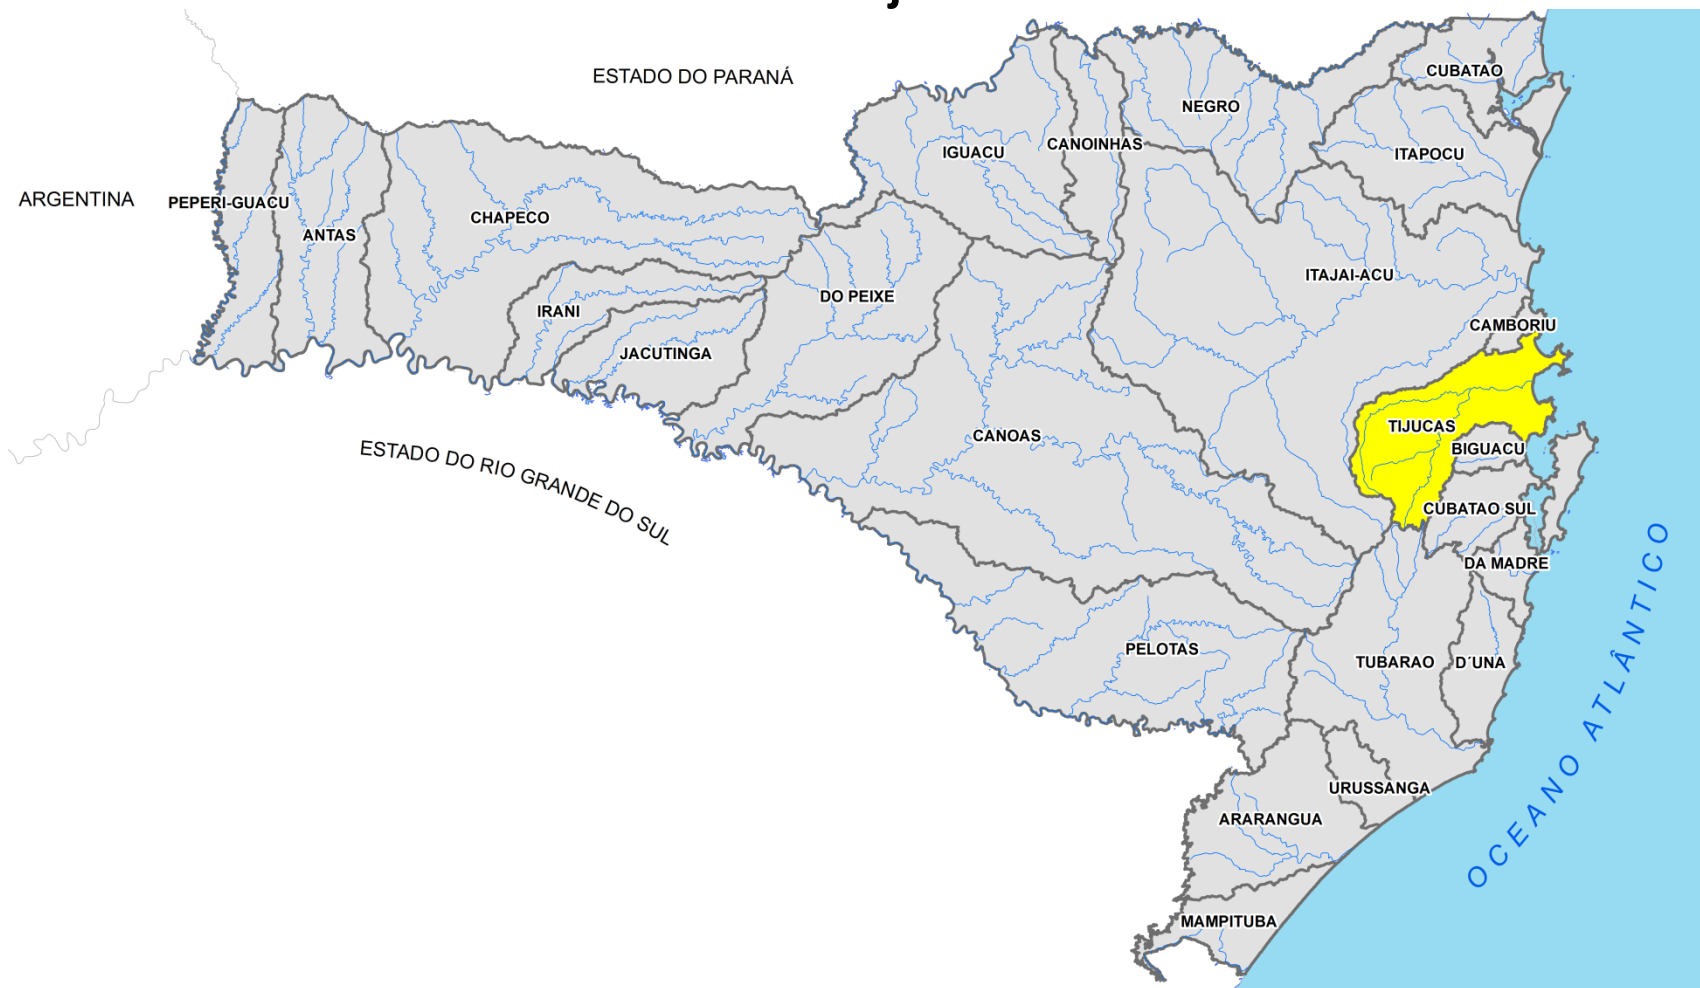 ESTADO DO PARANÁ
CUBATAO
NEGRO
CANOINHAS
IGUACU
ITAPOCU
ARGENTINA
PEPERI-GUACU
CHAPECO
ANTAS
ITAJAI-ACU
DO PEIXE
IRANI
CAMBORIU
JACUTINGA
TIJUCAS
CANOAS
BIGUACU
ESTADO DO RIO GRANDE DO SUL
CUBATAO SUL
DA MADRE
PELOTAS
TUBARAO
D´UNA
OCEANO ATLÂNTICO
URUSSANGA
ARARANGUA
MAMPITUBA